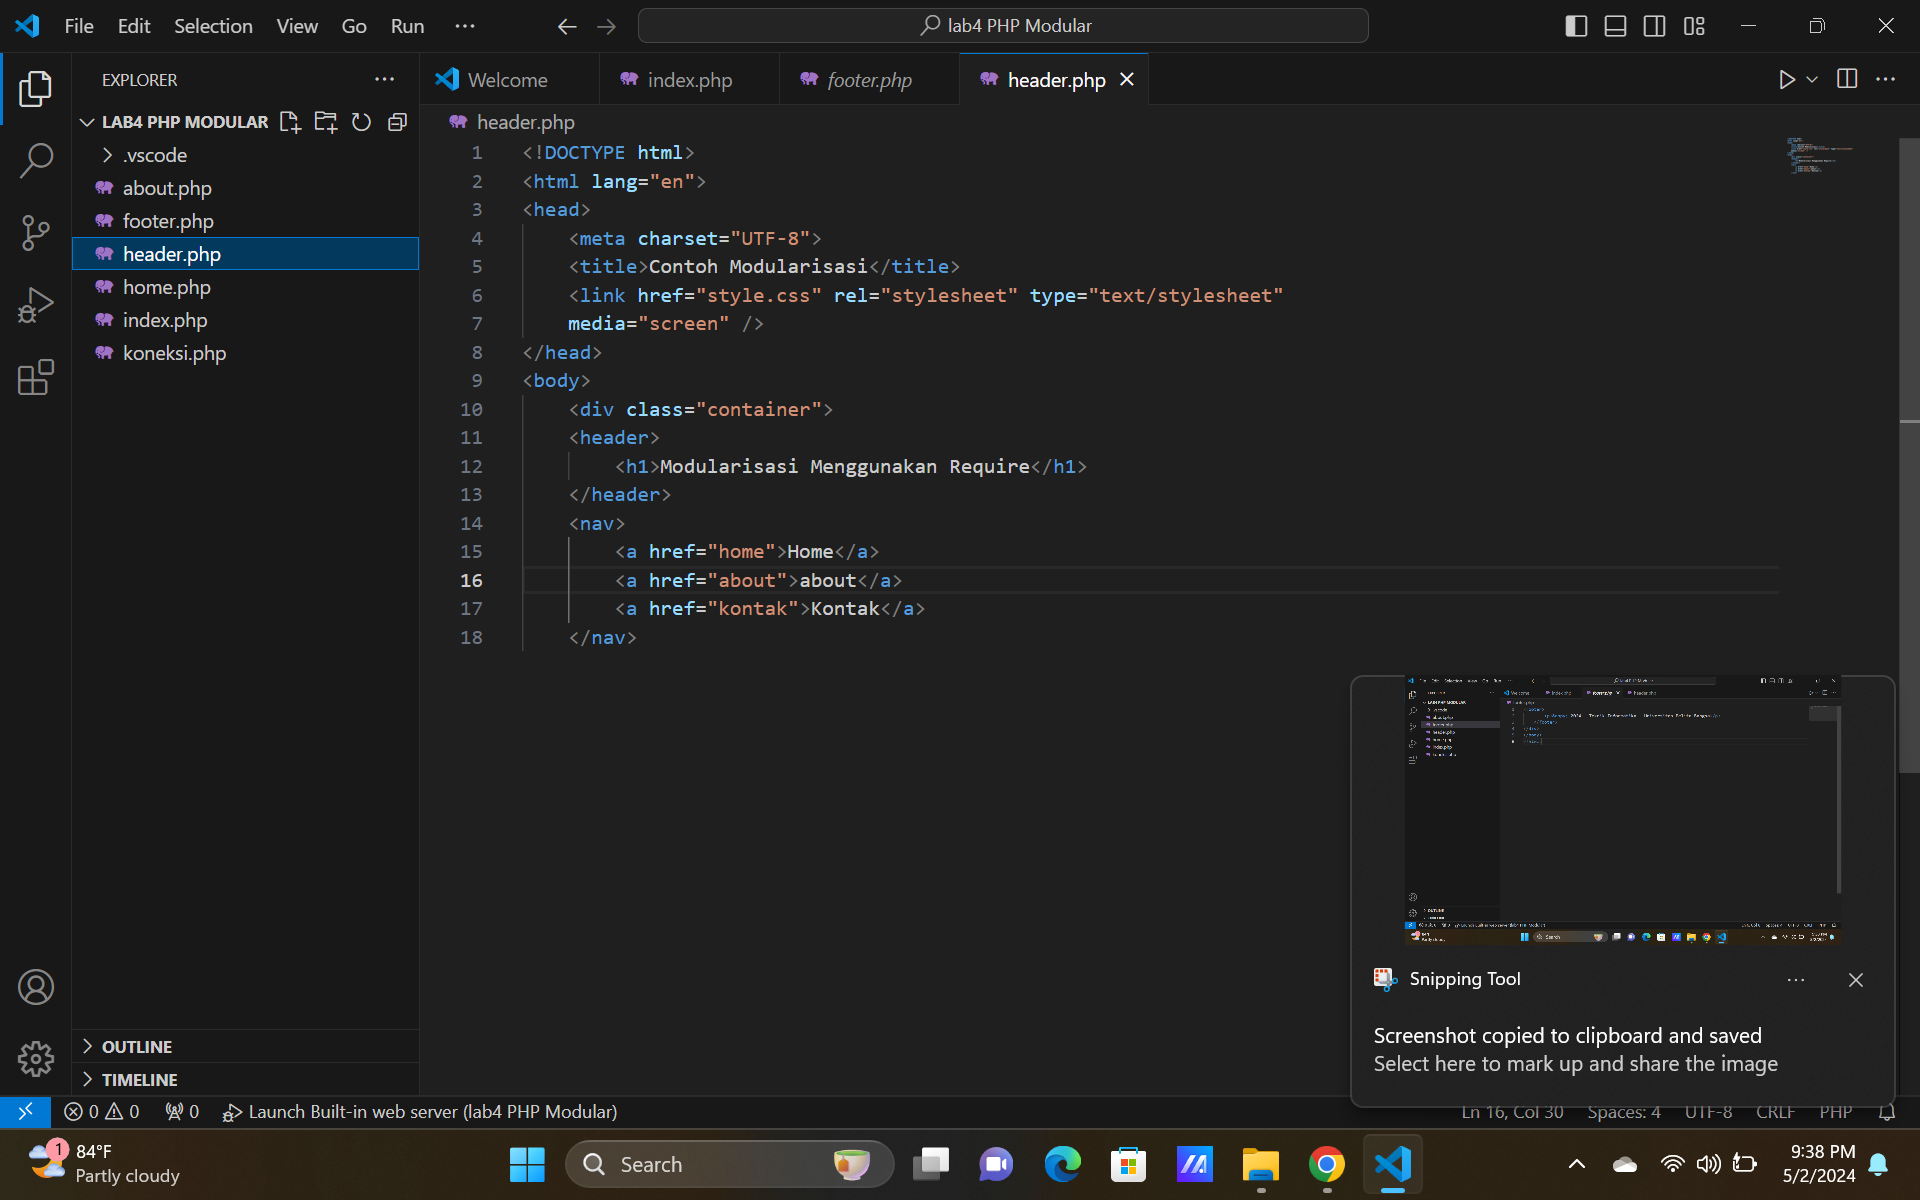 File Edit Selection View Go Run ···
lab4 PHP Modular
EXPLORER
LAB4 PHP MODULAR
.vscode
about.php
footer.php
header.php
home.php
index.php
koneksi.php
OUTLINE
TIMELINE
Welcome index.php footer.php header.php
header.php
1 <!DOCTYPE html>
2 <html lang="en">
3 <head>
4 <meta charset="UTF-8">
5 <title>Contoh Modularisasi</title>
6 <link href="style.css" rel="stylesheet" type="text/stylesheet"
7 media="screen" />
8 </head>
9 <body>
10 <div class="container">
11 <header>
12 <h1>Modularisasi Menggunakan Require</h1>
13 </header>
14 <nav>
15 <a href="home">Home</a>
16 <a href="about">about</a>
17 <a href="kontak">Kontak</a>
18 </nav>
Snipping Tool
Screenshot copied to clipboard and saved
Select here to mark up and share the image
0 0 0 Launch Built-in web server (lab4 PHP Modular)
Ln 16, Col 30 Spaces: 4 UTF-8 CRLF PHP
1
84°F
Partly cloudy
Search
9:38 PM
5/2/2024